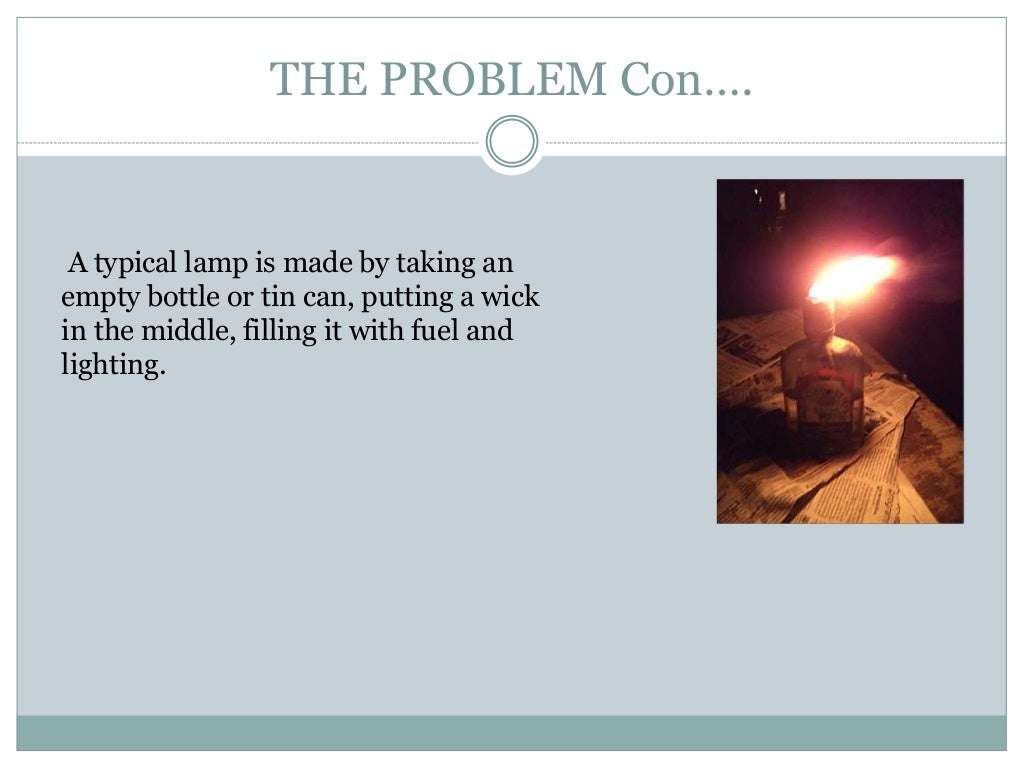 THE PROBLEM Con….
A typical lamp is made by taking an
empty bottle or tin can, putting a wick
in the middle, filling it with fuel and
lighting.